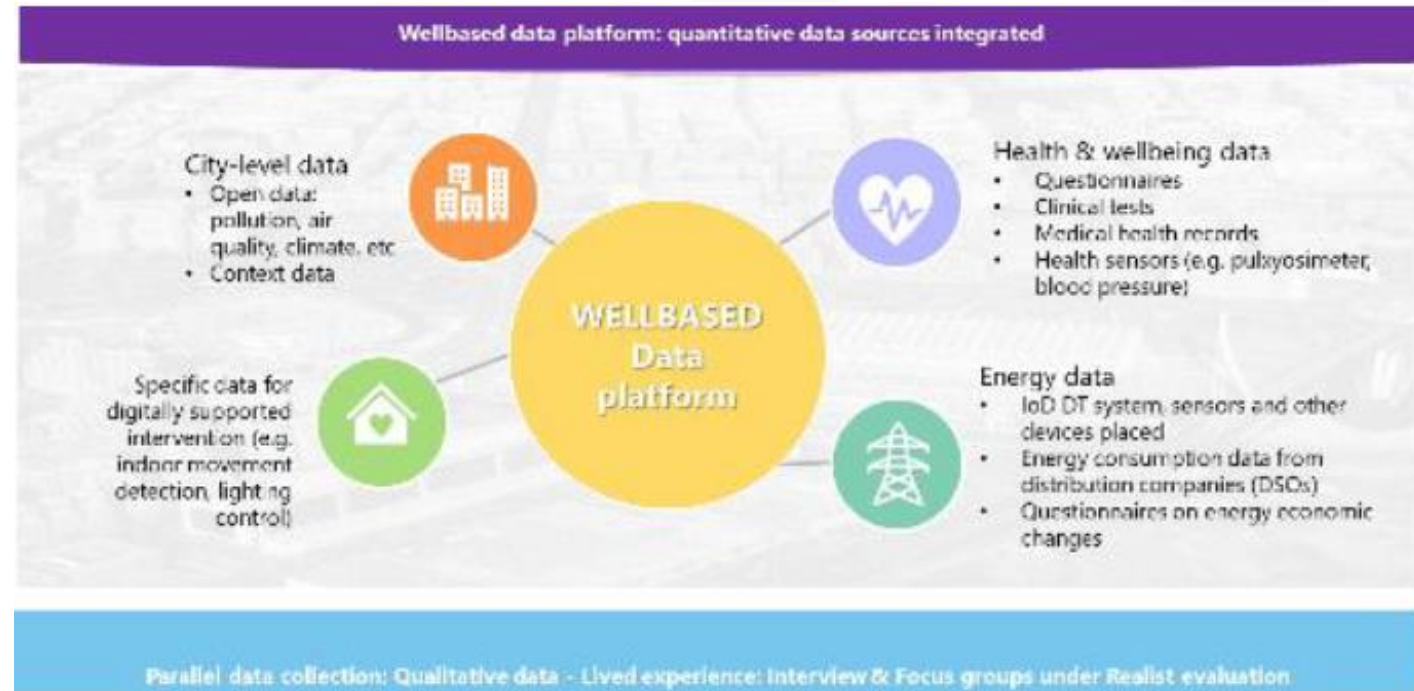 Wellbased data platform: quantitative data sources integrated
City-level data
• Open data:
pollution, air
quality, climate, etc
• Context data
Health & wellbeing data
• Questionnaires
• Clinical tests
• Medical health records
• Health sensors (e.g. pulxyosimeter,
blood pressure)
WELLBASED
Data
platform
Specific data for
digitally supported
intervention (e.g.
indoor movement
detection, lighting
control)
Energy data
• IoD DT system, sensors and other
devices placed
• Energy consumption data from
distribution companies (DSOs)
• Questionnaires on energy economic
changes
Parallel data collection: Qualitative data - Lived experience: Interview & Focus groups under Realist evaluation